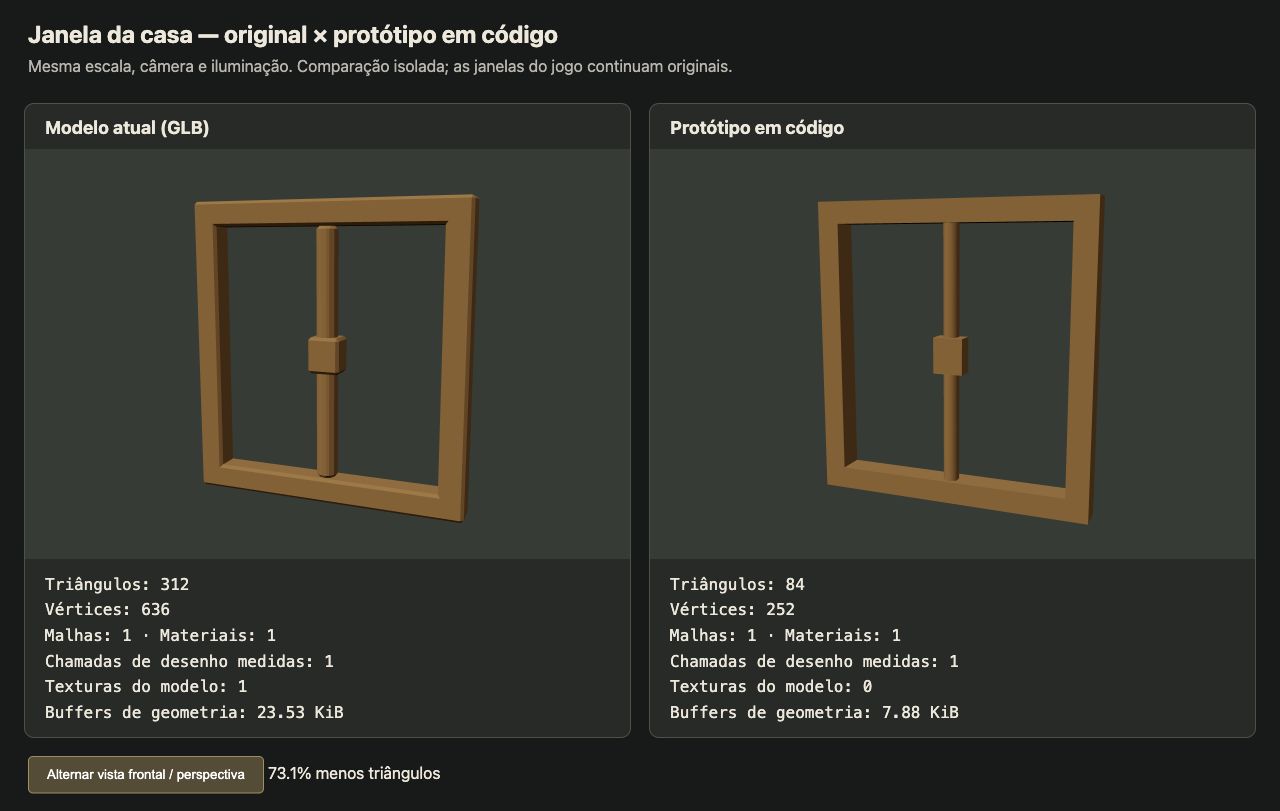 Janela da casa — original × protótipo em código
Mesma escala, câmera e iluminação. Comparação isolada; as janelas do jogo continuam originais.
Modelo atual (GLB)
Triângulos: 312
Vértices: 636
Malhas: 1 · Materiais: 1
Chamadas de desenho medidas: 1
Texturas do modelo: 1
Buffers de geometria: 23.53 KiB
Protótipo em código
Triângulos: 84
Vértices: 252
Malhas: 1 · Materiais: 1
Chamadas de desenho medidas: 1
Texturas do modelo: 0
Buffers de geometria: 7.88 KiB
Alternar vista frontal / perspectiva
73.1% menos triângulos